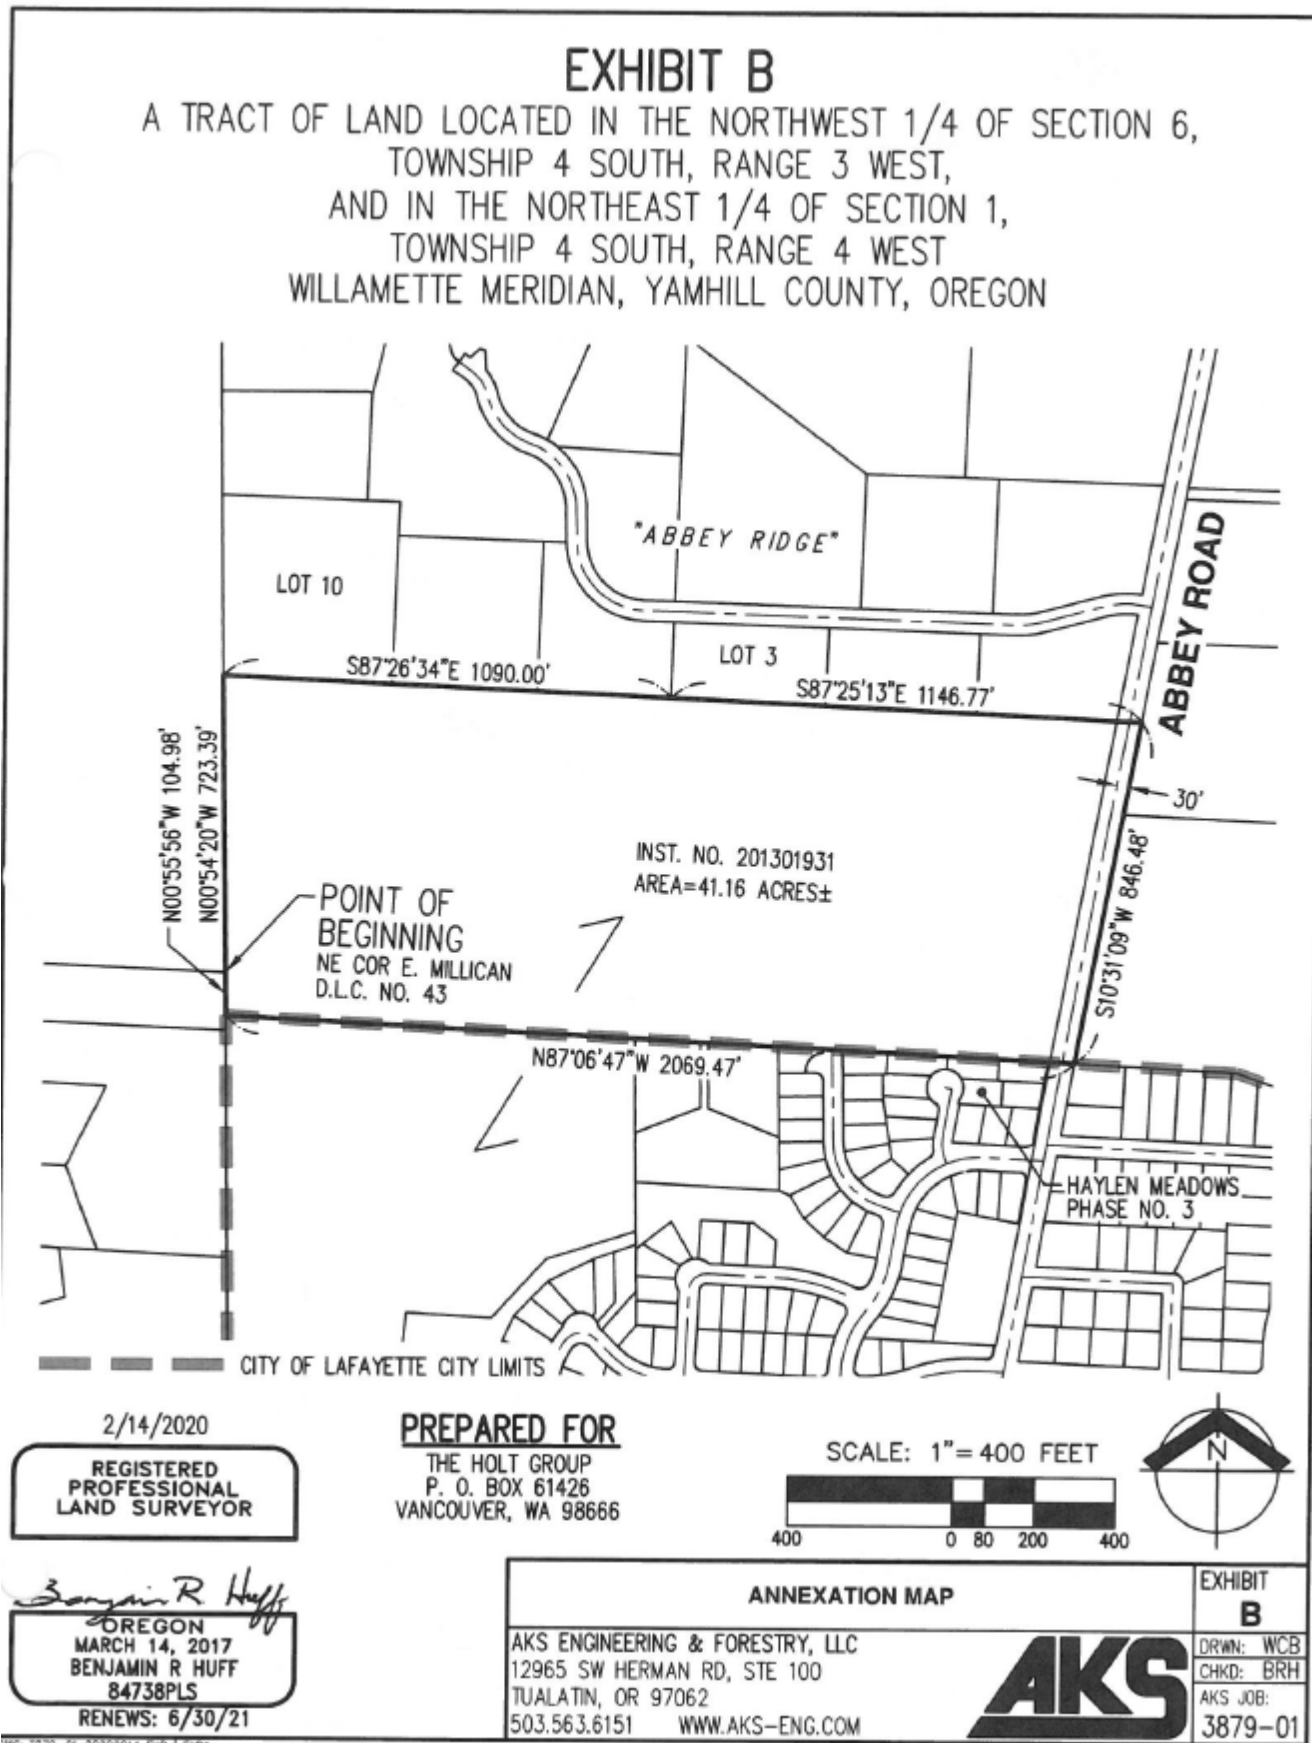 EXHIBIT B
A TRACT OF LAND LOCATED IN THE NORTHWEST 1/4 OF SECTION 6,
TOWNSHIP 4 SOUTH, RANGE 3 WEST,
AND IN THE NORTHEAST 1/4 OF SECTION 1,
TOWNSHIP 4 SOUTH, RANGE 4 WEST
WILLAMETTE MERIDIAN, YAMHILL COUNTY, OREGON
"ABBEY RIDGE"
ABBEY ROAD
LOT 10
LOT 3
S87°26'34"E 1090.00'
S87°25'13"E 1146.77'
N00°55'56"W 104.98'
N00°54'20"W 723.39'
30'
INST. NO. 201301931
AREA=41.16 ACRES±
POINT OF
BEGINNING
NE COR E. MILLICAN
D.L.C. NO. 43
S10°31'09"W 846.48'
N87°06'47"W 2069.47'
HAYLEN MEADOWS
PHASE NO. 3
CITY OF LAFAYETTE CITY LIMITS
2/14/2020
REGISTERED
PROFESSIONAL
LAND SURVEYOR
Benjamin R Huff
OREGON
MARCH 14, 2017
BENJAMIN R HUFF
84738PLS
RENEWS: 6/30/21
PREPARED FOR
THE HOLT GROUP
P. O. BOX 61426
VANCOUVER, WA 98666
SCALE: 1"= 400 FEET
400 0 80 200 400
N
ANNEXATION MAP
AKS ENGINEERING & FORESTRY, LLC
12965 SW HERMAN RD, STE 100
TUALATIN, OR 97062
503.563.6151 WWW.AKS-ENG.COM
AKS
EXHIBIT
B
DRWN: WCB
CHKD: BRH
AKS JOB:
3879-01